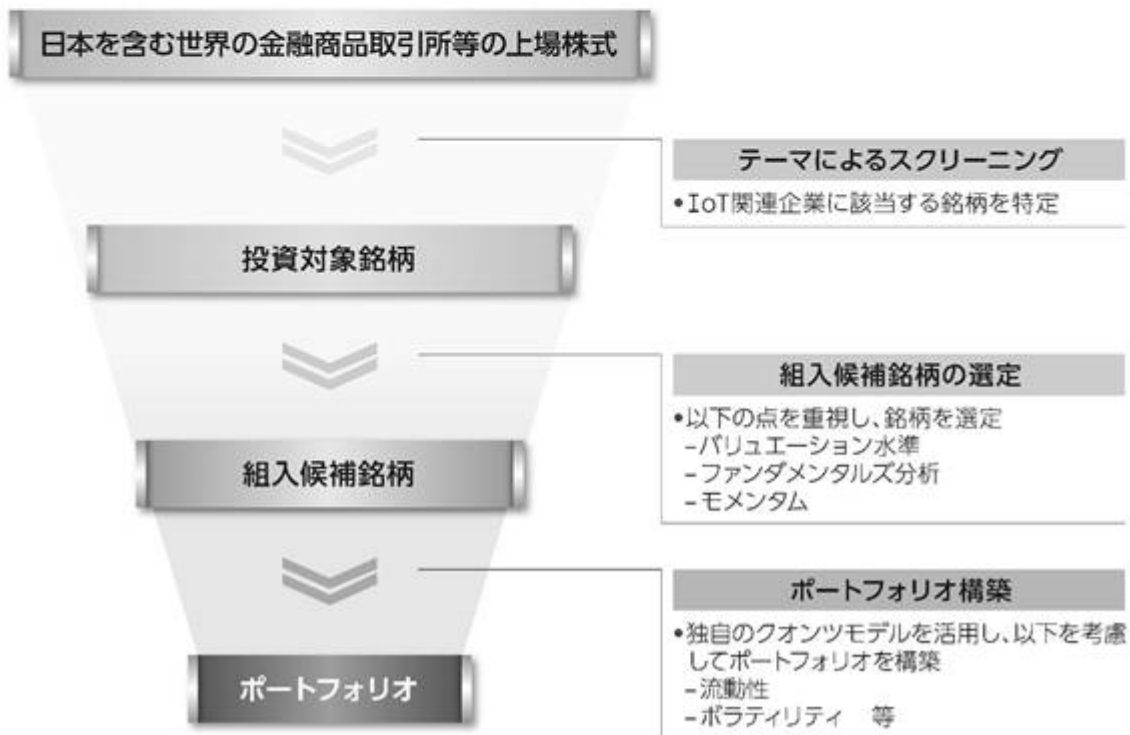 日本を含む世界の金融商品取引所等の上場株式
テーマによるスクリーニング
•IoT関連企業に該当する銘柄を特定
投資対象銘柄
組入候補銘柄の選定
•以下の点を重視し、銘柄を選定
–バリュエーション水準
–ファンダメンタルズ分析
–モメンタム
組入候補銘柄
ポートフォリオ構築
•独自のクオンツモデルを活用し、以下を考慮
してポートフォリオを構築
–流動性
–ボラティリティ　等
ポートフォリオ